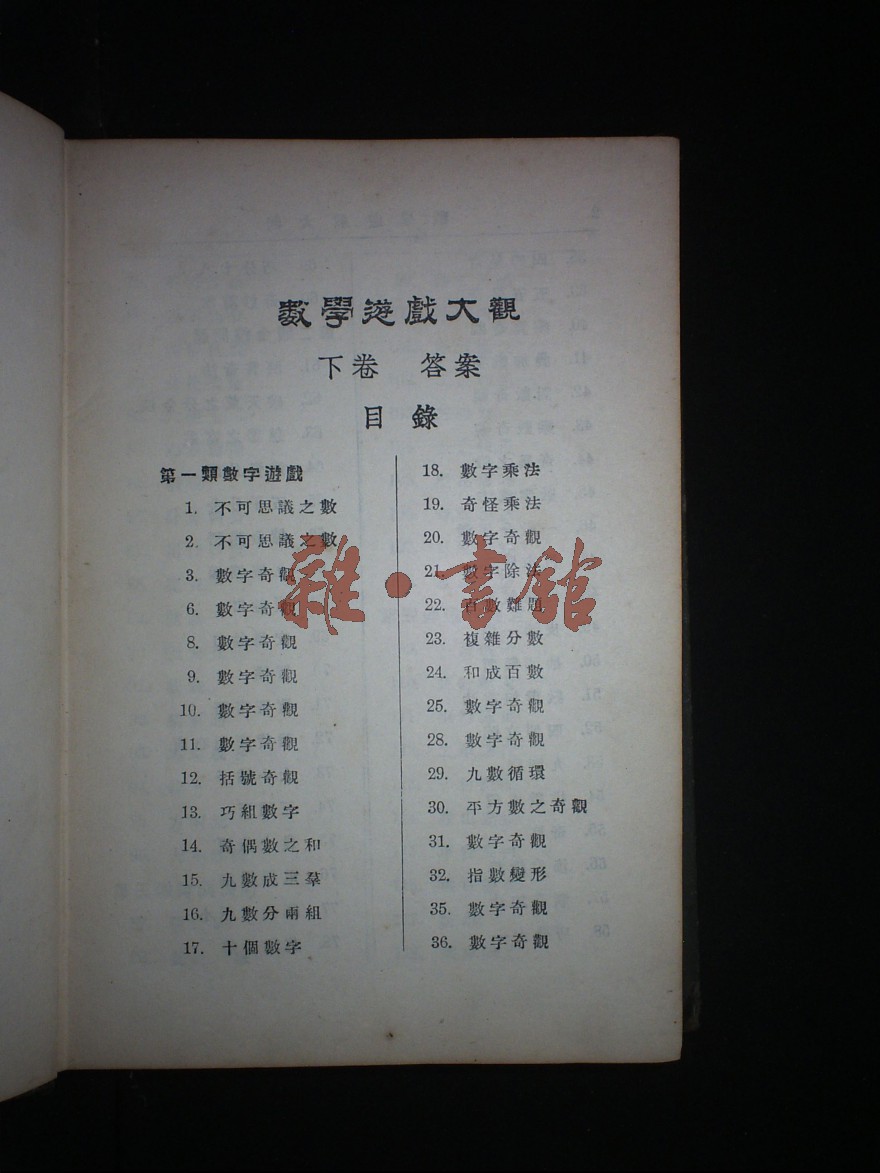 數學遊戲大觀
下卷 答案
目錄
第一類數字遊戲
1. 不可思議之數
2. 不可思議之數
3. 數字奇觀
6. 數字奇觀
8. 數字奇觀
9. 數字奇觀
10. 數字奇觀
11. 數字奇觀
12. 括號奇觀
13. 巧組數字
14. 奇偶數之和
15. 九數成三羣
16. 九數分兩組
17. 十個數字
18. 數字乘法
19. 奇怪乘法
20. 數字奇觀
21. 數字除法
22. 百數難題
23. 複雜分數
24. 和成百數
25. 數字奇觀
28. 數字奇觀
29. 九數循環
30. 平方數之奇觀
31. 數字奇觀
32. 指數變形
35. 數字奇觀
36. 數字奇觀
雜·書館